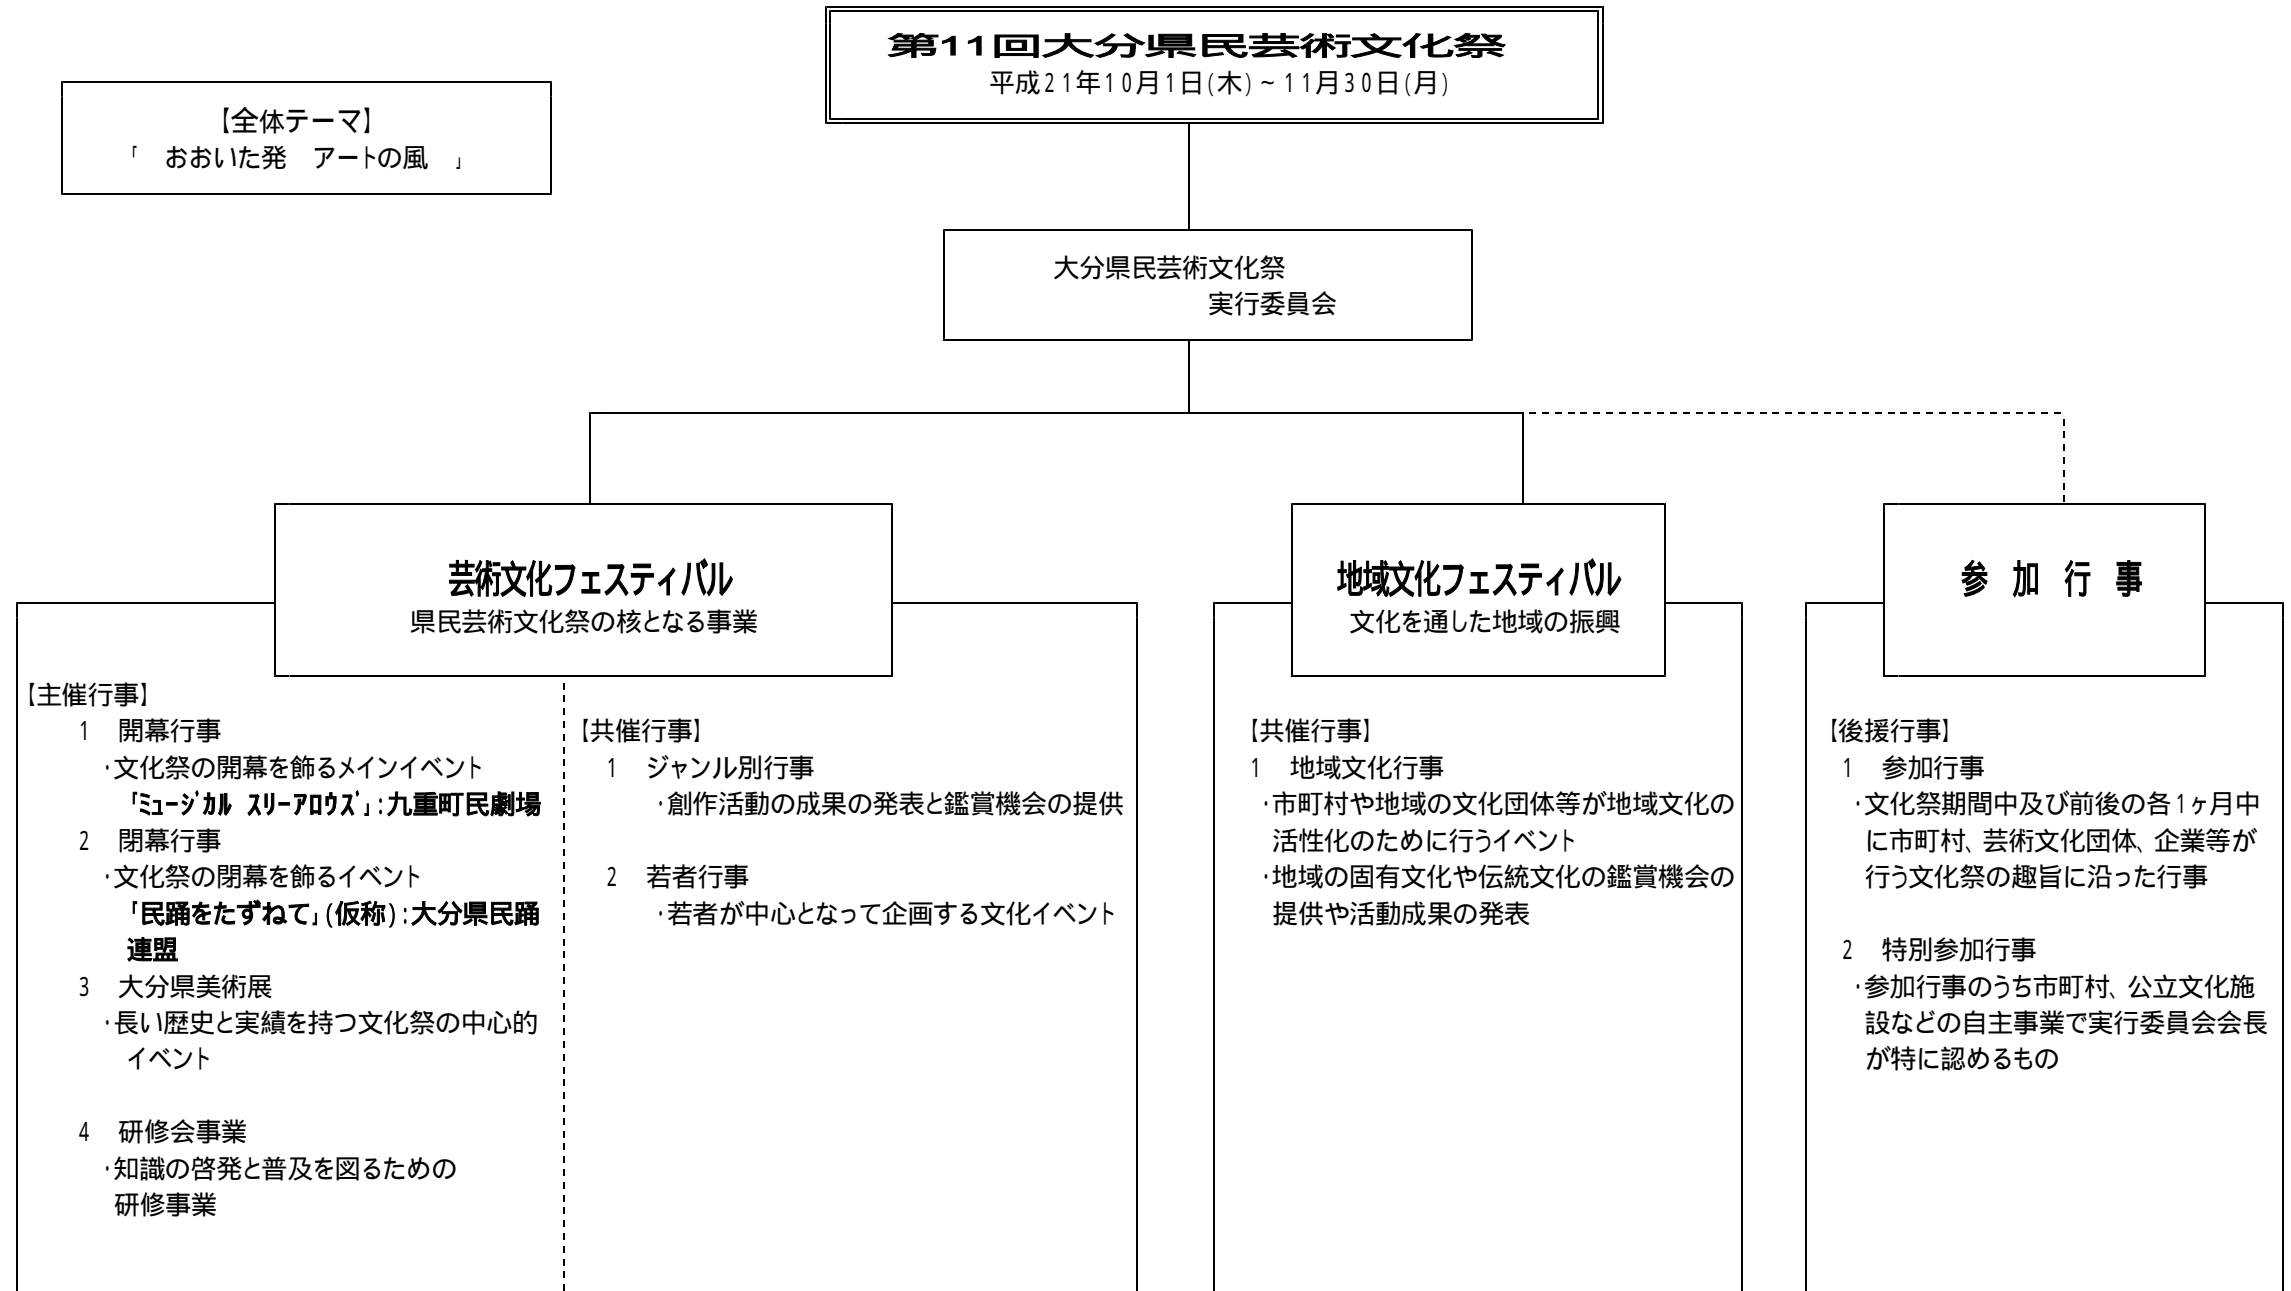 第11回大分県民芸術文化祭
平成21年10月1日(木)~11月30日(月)
【全体テーマ】
「　おおいた発　アートの風　」
大分県民芸術文化祭
実行委員会
芸術文化フェスティバル
県民芸術文化祭の核となる事業
【主催行事】
1　開幕行事
・文化祭の開幕を飾るメインイベント
「ﾐｭｰｼﾞｶﾙ ｽﾘｰｱﾛｳｽﾞ」:九重町民劇場
2　閉幕行事
・文化祭の閉幕を飾るイベント
「民踊をたずねて」(仮称):大分県民踊
連盟
3　大分県美術展
・長い歴史と実績を持つ文化祭の中心的
イベント
4　研修会事業
・知識の啓発と普及を図るための
研修事業
【共催行事】
1　ジャンル別行事
・創作活動の成果の発表と鑑賞機会の提供
2　若者行事
・若者が中心となって企画する文化イベント
地域文化フェスティバル
文化を通した地域の振興
【共催行事】
1　地域文化行事
・市町村や地域の文化団体等が地域文化の
活性化のために行うイベント
・地域の固有文化や伝統文化の鑑賞機会の
提供や活動成果の発表
参　加　行　事
【後援行事】
1　参加行事
・文化祭期間中及び前後の各1ヶ月中
に市町村、芸術文化団体、企業等が
行う文化祭の趣旨に沿った行事
2　特別参加行事
・参加行事のうち市町村、公立文化施
設などの自主事業で実行委員会会長
が特に認めるもの